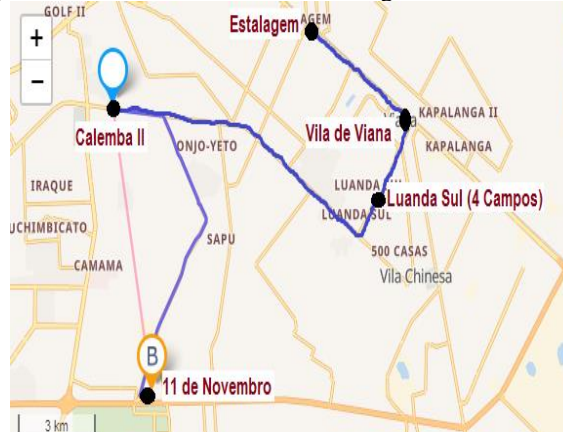 GOLF II
Estalagem
AGEM
+
−
KAPALANGA II
Calemba II
Vila de Viana
ONJO-YETO
KAPALANGA
IRAQUE
LUANDA
Luanda Sul (4 Campos)
LUANDA SUL
UCHIMBICATO
SAPU
500 CASAS
CAMAMA
Vila Chinesa
B
11 de Novembro
3 km